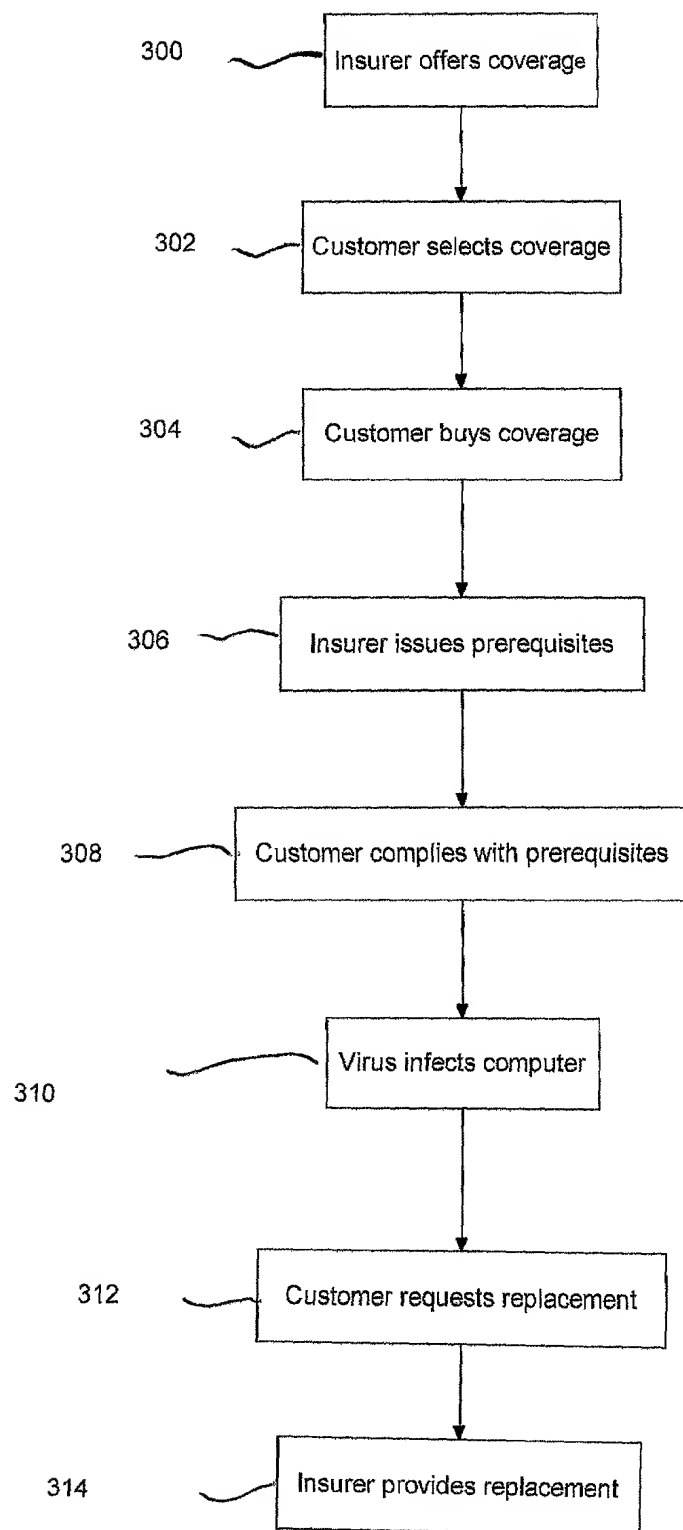 300 Insurer offers coverage
302 Customer selects coverage
304 Customer buys coverage
306 Insurer issues prerequisites
308 Customer complies with prerequisites
310 Virus infects computer
312 Customer requests replacement
314 Insurer provides replacement